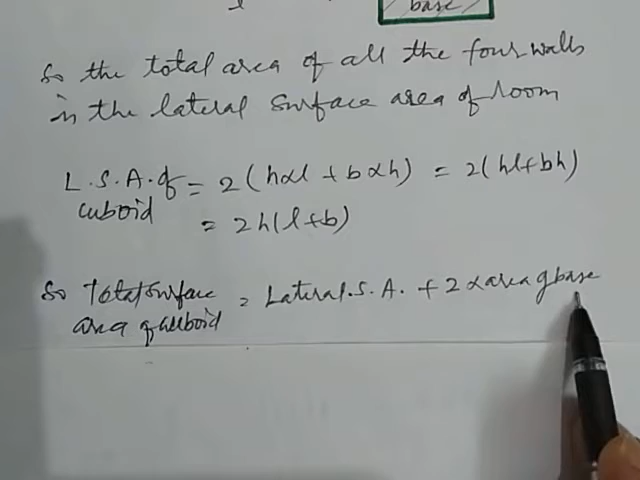 l
base
So the total area of all the four walls
is the lateral surface area of room
L.S.A. of cuboid = 2(h×l + b×h) = 2(hl+bh)
= 2h(l+b)
So Total surface area of cuboid = Lateral.S.A. + 2×area of base